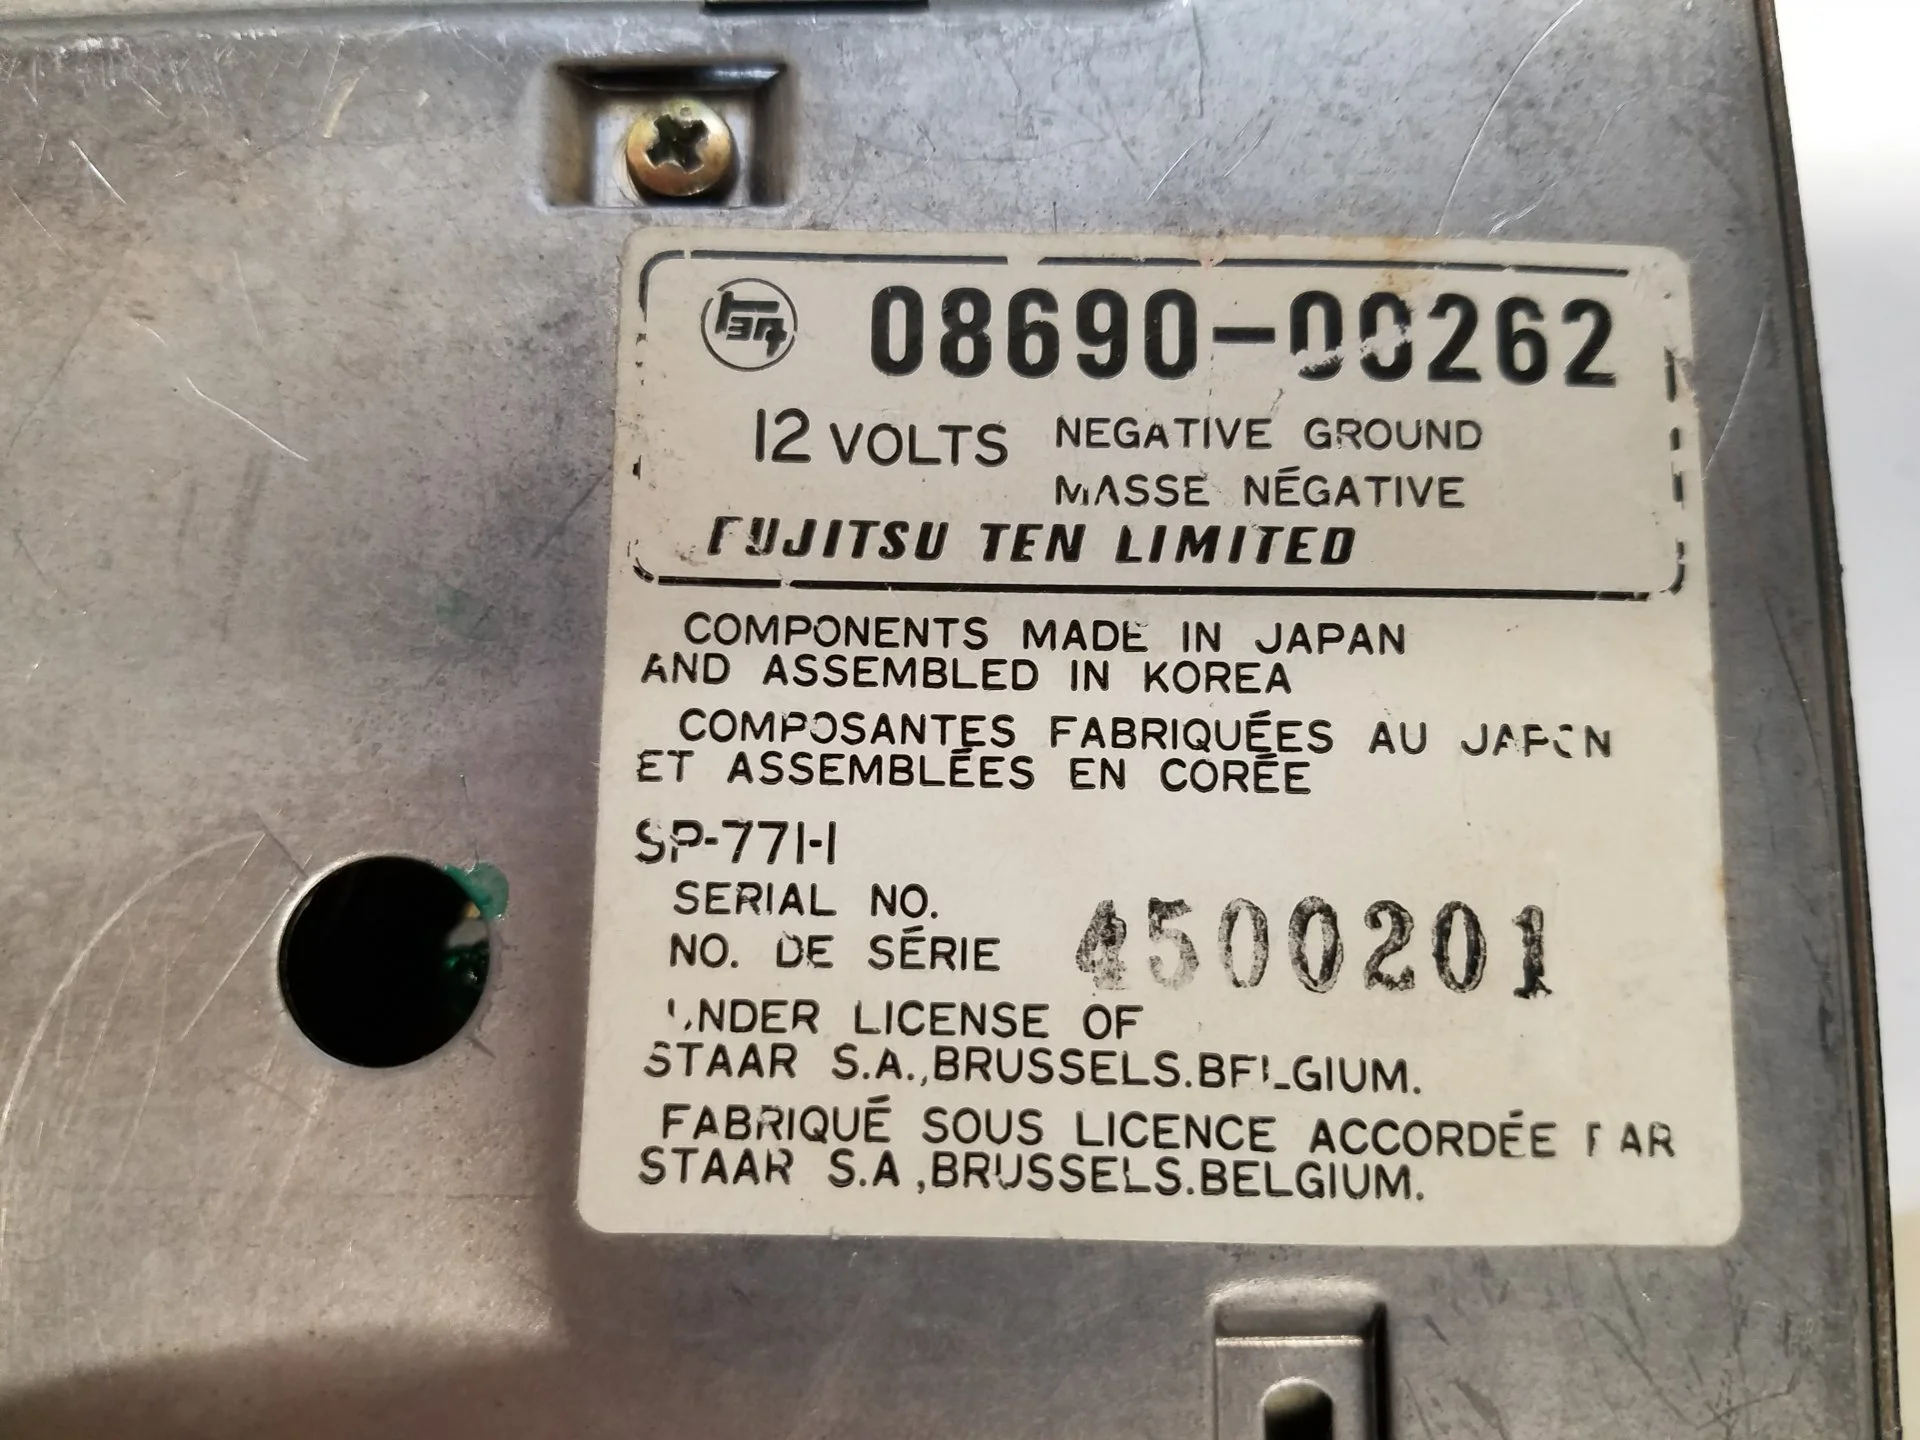 TEQ 08690-00262
12 VOLTS NEGATIVE GROUND
MASSE NÉGATIVE
FUJITSU TEN LIMITED
COMPONENTS MADE IN JAPAN
AND ASSEMBLED IN KOREA
COMPOSANTES FABRIQUÉES AU JAPON
ET ASSEMBLÉES EN CORÉE
SP-771-1
SERIAL NO.
NO. DE SÉRIE 4500201
UNDER LICENSE OF
STAAR S.A.,BRUSSELS.BELGIUM.
FABRIQUÉ SOUS LICENCE ACCORDÉE PAR
STAAR S.A,BRUSSELS.BELGIUM.